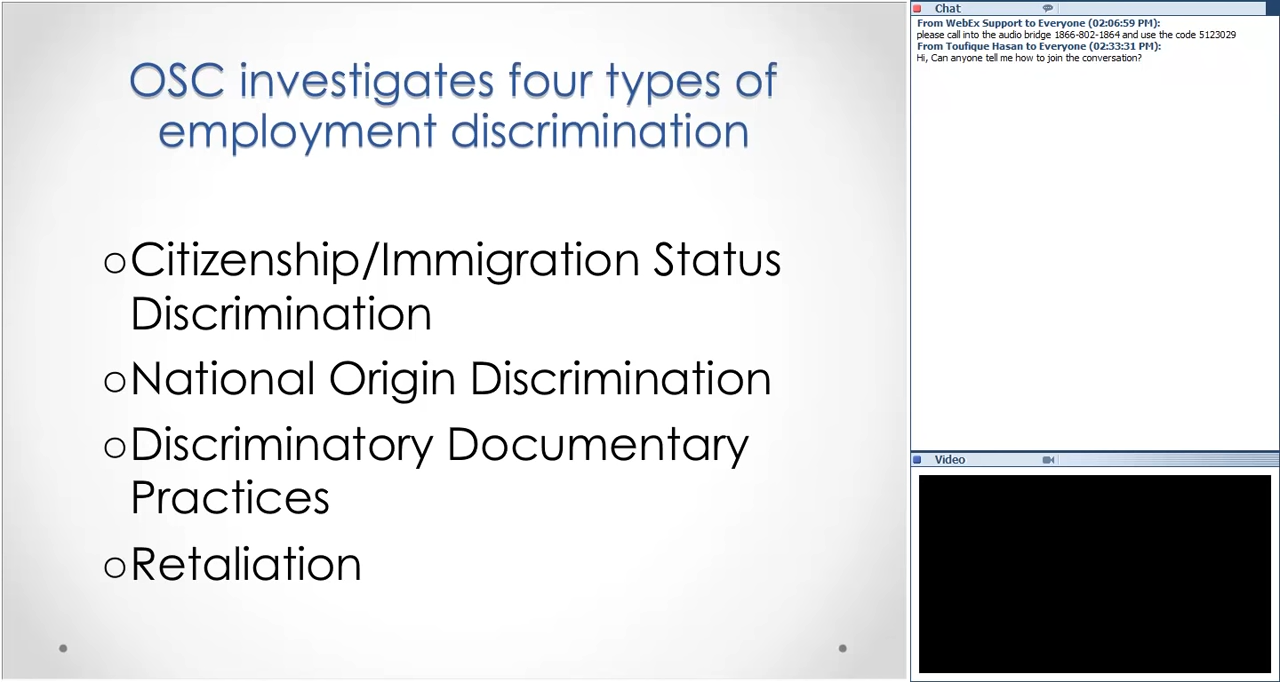 OSC investigates four types of
employment discrimination
○Citizenship/Immigration Status
Discrimination
○National Origin Discrimination
○Discriminatory Documentary
Practices
○Retaliation
Chat
From WebEx Support to Everyone (02:06:59 PM):
please call into the audio bridge 1866-802-1864 and use the code 5123029
From Toufique Hasan to Everyone (02:33:31 PM):
Hi, Can anyone tell me how to join the conversation?
Video